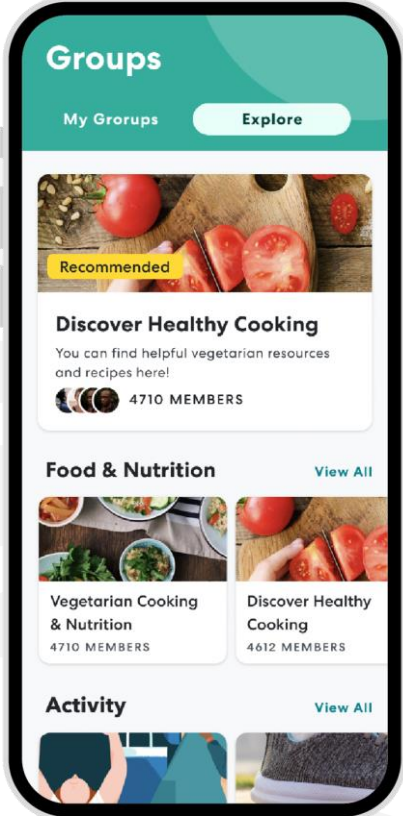 Groups
My Grorups
Explore
Recommended
Discover Healthy Cooking
You can find helpful vegetarian resources
and recipes here!
4710 MEMBERS
Food & Nutrition
View All
Vegetarian Cooking
& Nutrition
4710 MEMBERS
Discover Healthy
Cooking
4612 MEMBERS
Activity
View All